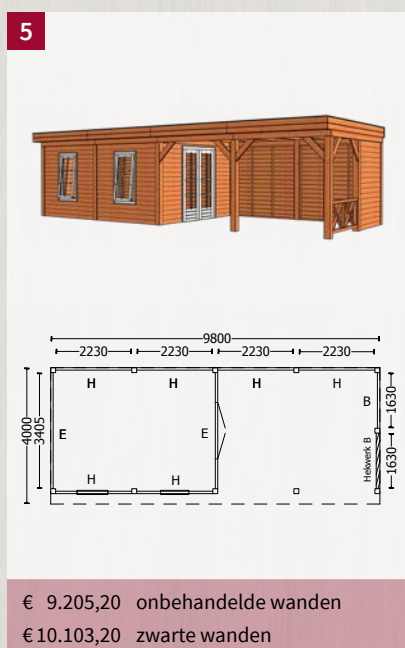 5
9800
2230 2230 2230 2230
4000
3405
H H H H
B
1630
E E
Hekwerk B
1630
H H
€ 9.205,20 onbehandelde wanden
€ 10.103,20 zwarte wanden